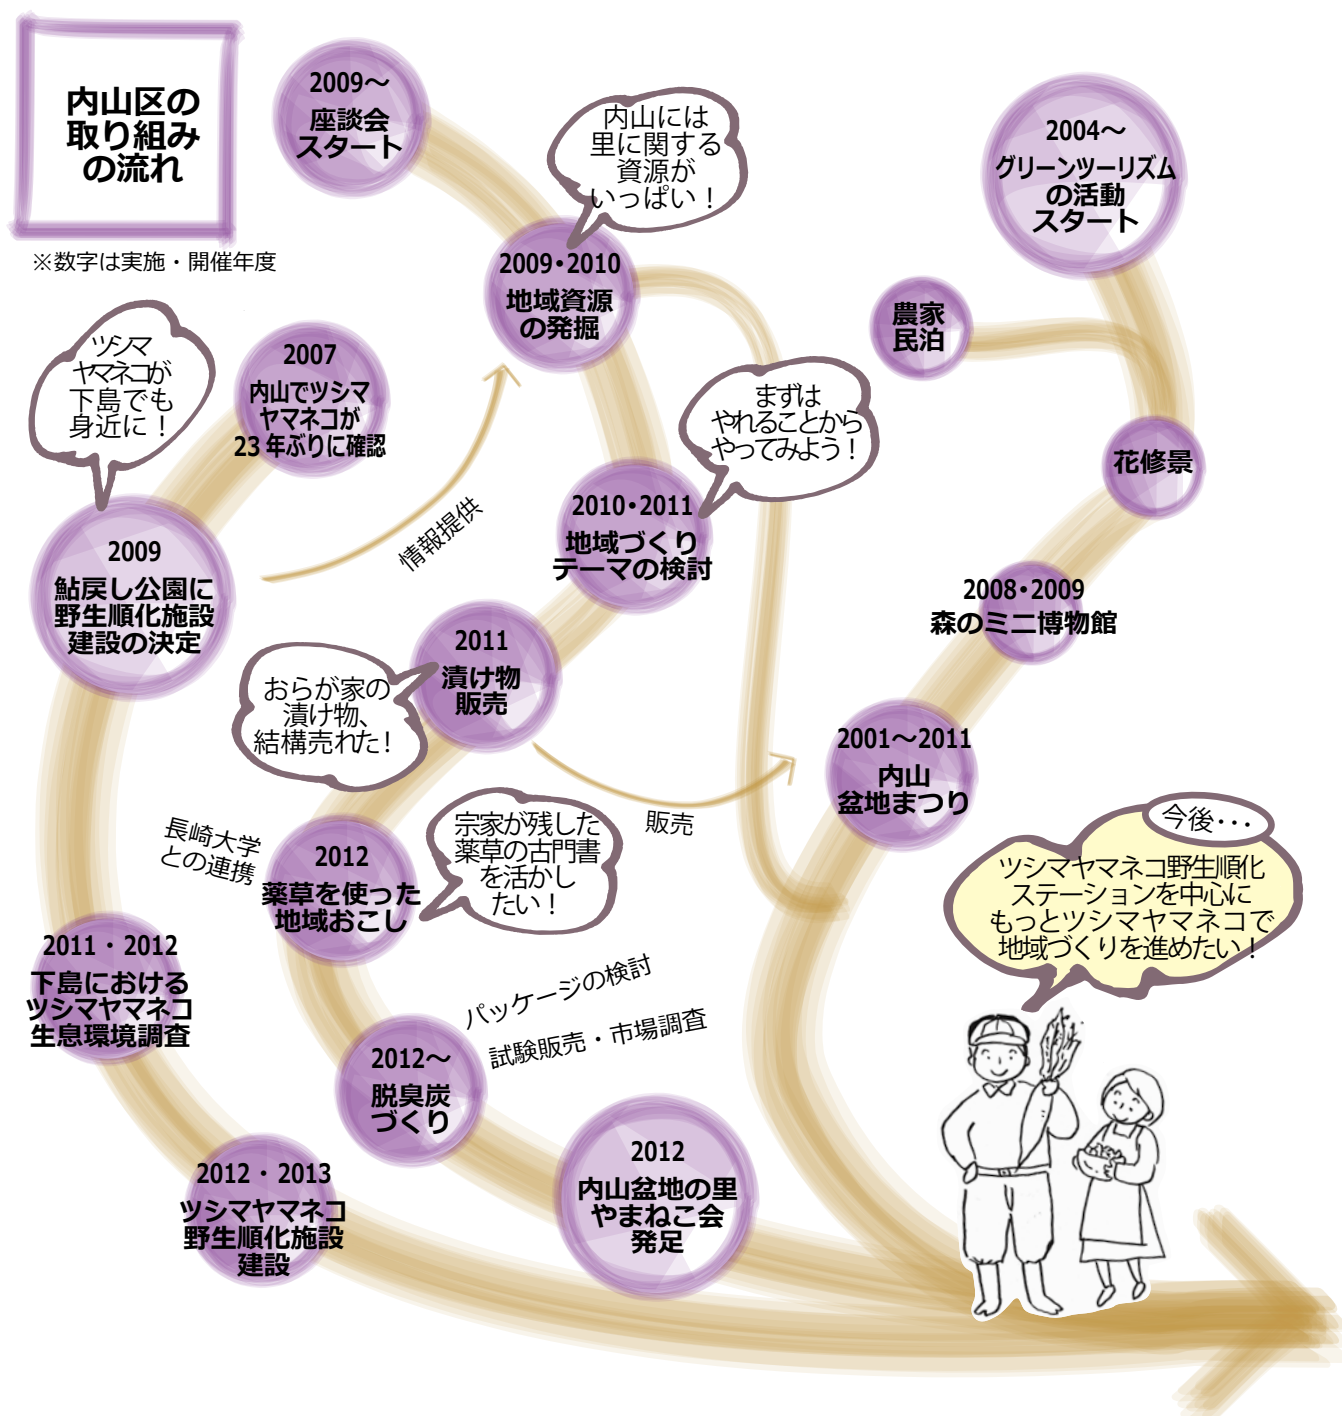 内山区の
取り組み
の流れ
※数字は実施・開催年度
2009～
座談会
スタート
内山には
里に関する
資源が
いっぱい！
2009・2010
地域資源
の発掘
2004～
グリーンツーリズム
の活動
スタート
農家
民泊
花修景
2008・2009
森のミニ博物館
2001～2011
内山
盆地まつり
ツシマ
ヤマネコが
下島でも
身近に！
2007
内山でツシマ
ヤマネコが
23年ぶりに確認
2009
鮎戻し公園に
野生順化施設
建設の決定
情報提供
まずは
やれることから
やってみよう！
2010・2011
地域づくり
テーマの検討
2011
漬け物
販売
おらが家の
漬け物、
結構売れた！
販売
長崎大学
との連携
2012
薬草を使った
地域おこし
宗家が残した
薬草の古門書
を活かし
たい！
2011・2012
下島における
ツシマヤマネコ
生息環境調査
パッケージの検討
試験販売・市場調査
2012～
脱臭炭
づくり
2012・2013
ツシマヤマネコ
野生順化施設
建設
2012
内山盆地の里
やまねこ会
発足
今後・・・
ツシマヤマネコ野生順化
ステーションを中心に
もっとツシマヤマネコで
地域づくりを進めたい！